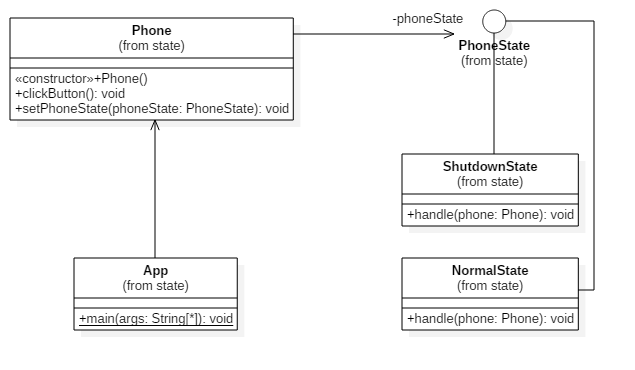 Phone
(from state)
«constructor»+Phone()
+clickButton(): void
+setPhoneState(phoneState: PhoneState): void
-phoneState
PhoneState
(from state)
ShutdownState
(from state)
+handle(phone: Phone): void
App
(from state)
+main(args: String[*]): void
NormalState
(from state)
+handle(phone: Phone): void